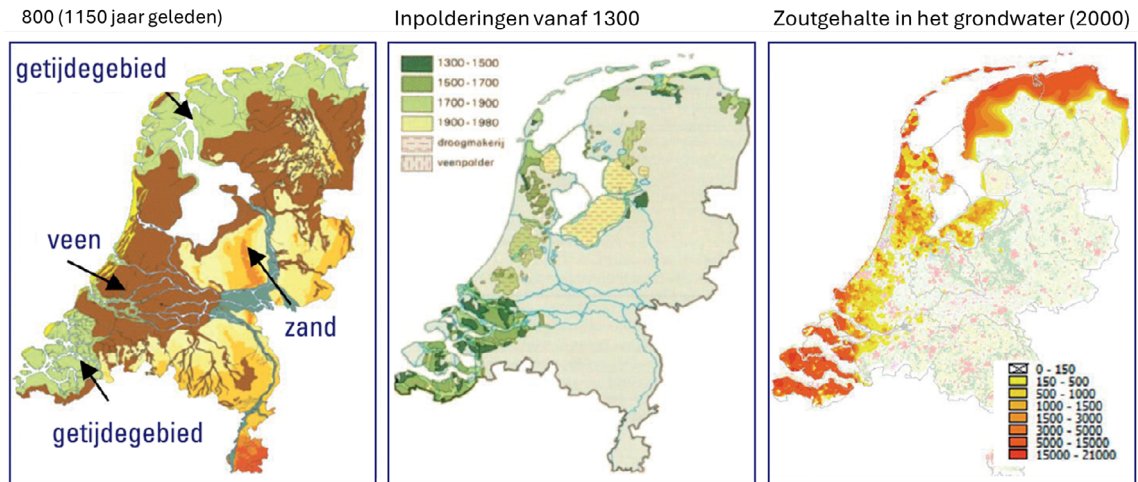 800 (1150 jaar geleden)
Inpolderingen vanaf 1300
Zoutgehalte in het grondwater (2000)
getijdegebied
veen
zand
getijdegebied
1300 - 1500
1500 - 1700
1700 - 1900
1900 - 1980
droogmakerij
veenpolder
0 - 150
150 - 500
500 - 1000
1000 - 1500
1500 - 3000
3000 - 5000
5000 - 15000
15000 - 21000